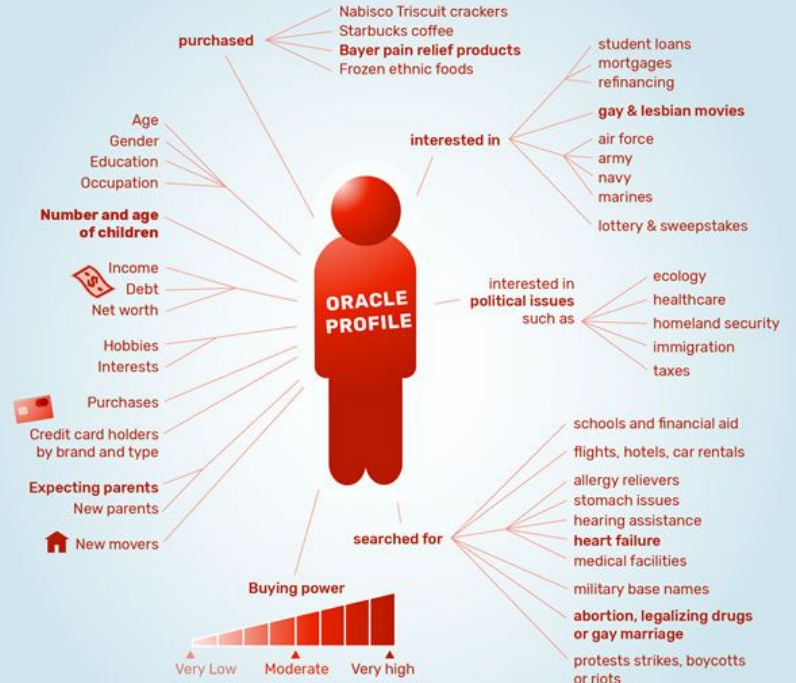 purchased
Nabisco Triscuit crackers
Starbucks coffee
Bayer pain relief products
Frozen ethnic foods
interested in
student loans
mortgages
refinancing
gay & lesbian movies
air force
army
navy
marines
lottery & sweepstakes
Age
Gender
Education
Occupation
Number and age
of children
Income
$
Debt
Net worth
Hobbies
Interests
Purchases
Credit card holders
by brand and type
Expecting parents
New parents
New movers
ORACLE
PROFILE
interested in
political issues
such as
ecology
healthcare
homeland security
immigration
taxes
searched for
schools and financial aid
flights, hotels, car rentals
allergy relievers
stomach issues
hearing assistance
heart failure
medical facilities
military base names
abortion, legalizing drugs
or gay marriage
protests strikes, boycotts
or riots
Buying power
Very Low
Moderate
Very high